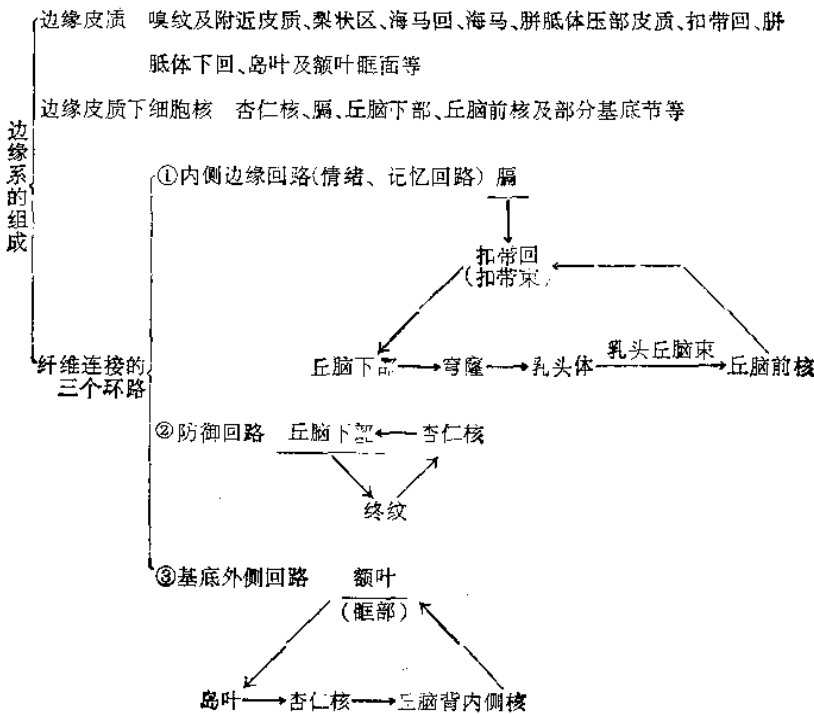 边缘皮质 嗅纹及附近皮质、梨状区、海马回、海马、胼胝体压部皮质、扣带回、胼
胝体下回、岛叶及额叶眶面等
边缘皮质下细胞核 杏仁核、膈、丘脑下部、丘脑前核及部分基底节等
边缘系的组成
①内侧边缘回路(情绪、记忆回路) 膈
扣带回
(扣带束)
纤维连接的
三个环路
丘脑下部 穹窿 乳头体 乳头丘脑束 丘脑前核
②防御回路 丘脑下部 杏仁核
终纹
③基底外侧回路 额叶
(眶部)
岛叶 杏仁核 丘脑背内侧核